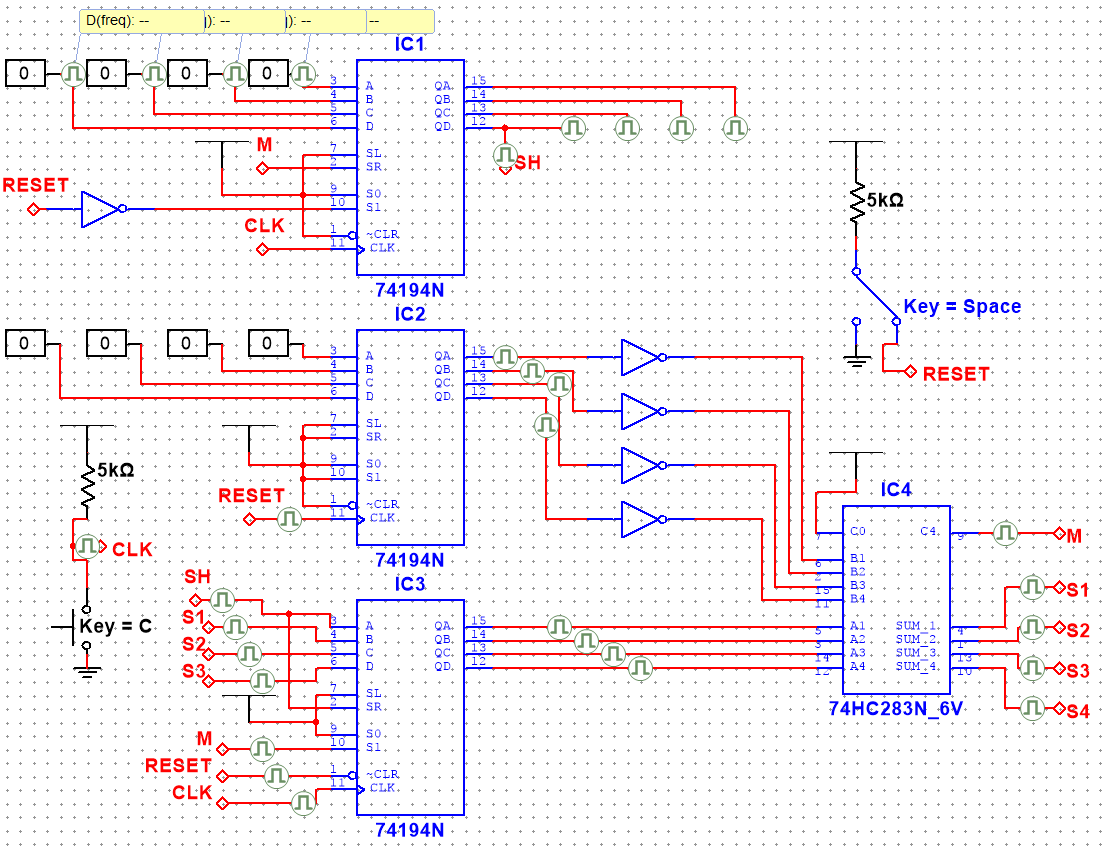 D(freq): -- ): -- ): -- --
IC1
0 0 0 0
3 A QA 15
4 B QB 14
5 C QC 13
6 D QD 12
M
7 SL
2 SR
SH
RESET
9 S0
10 S1
CLK
1 ~CLR
11 CLK
74194N
5kΩ
Key = Space
RESET
IC2
0 0 0 0
3 A QA 15
4 B QB 14
5 C QC 13
6 D QD 12
7 SL
2 SR
5kΩ
9 S0
10 S1
RESET
1 ~CLR
11 CLK
74194N
CLK
Key = C
IC4
7 C0 C4 9
M
6 B1
2 B2
15 B3
11 B4
5 A1 SUM_1 4
3 A2 SUM_2 1
14 A3 SUM_3 13
12 A4 SUM_4 10
S1
S2
S3
S4
74HC283N_6V
IC3
SH
S1
S2
S3
3 A QA 15
4 B QB 14
5 C QC 13
6 D QD 12
7 SL
2 SR
M
9 S0
10 S1
RESET
1 ~CLR
CLK
11 CLK
74194N